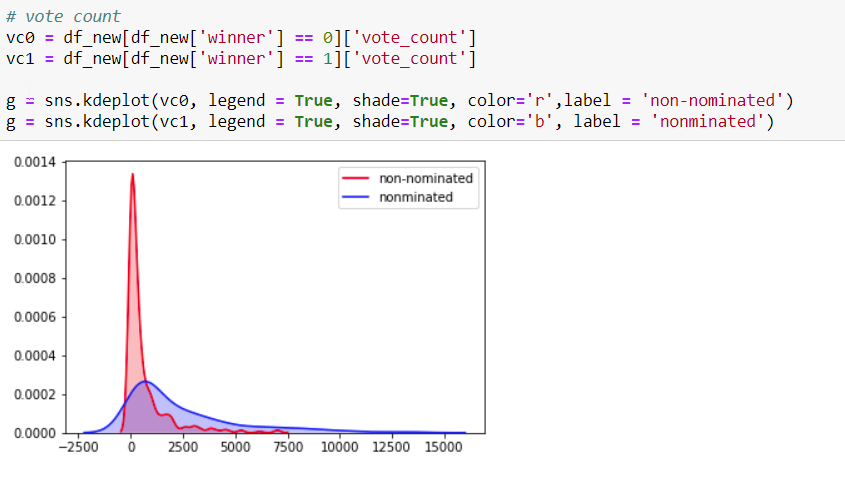 # vote count
vc0 = df_new[df_new['winner'] == 0]['vote_count']
vc1 = df_new[df_new['winner'] == 1]['vote_count']
g = sns.kdeplot(vc0, legend = True, shade=True, color='r',label = 'non-nominated')
g = sns.kdeplot(vc1, legend = True, shade=True, color='b', label = 'nonminated')
0.0014
non-nominated
nonminated
0.0012
0.0010
0.0008
0.0006
0.0004
0.0002
0.0000
−2500 0 2500 5000 7500 10000 12500 15000